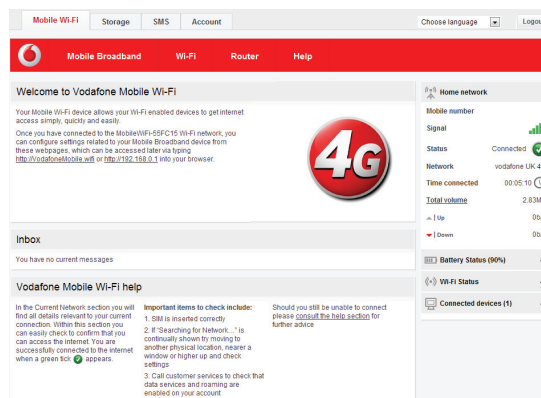 Mobile Wi-Fi Storage SMS Account Choose language Logou
Mobile Broadband Wi-Fi Router Help
Welcome to Vodafone Mobile Wi-Fi
Your Mobile Wi-Fi device allows your Wi-Fi enabled devices to get internet
access simply, quickly and easily.
Once you have connected to the MobileWiFi-55FC15 Wi-Fi network, you
can configure settings related to your Mobile Broadband device from
these webpages, which can be accessed later via typing
http://VodafoneMobile.wifi or http://192.168.0.1 into your browser.
4G
Inbox
You have no current messages
Vodafone Mobile Wi-Fi help
In the Current Network section you will
find all details relevant to your current
connection. Within this section you
can easily check to confirm that you
can access the internet. You are
successfully connected to the internet
when a green tick appears.
Important items to check include:
1. SIM is inserted correctly
2. If "Searching for Network..." is
continually shown try moving to
another physical location, nearer a
window or higher up and check
settings
3. Call customer services to check that
data services and roaming are
enabled on your account
Should you still be unable to connect
please consult the help section for
further advice
Home network
Mobile number
Signal
Status Connected
Network vodafone UK 4
Time connected 00:05:10
Total volume 2.83M
| Up 0b
| Down 0b
Battery Status (90%)
Wi-Fi Status
Connected devices (1)